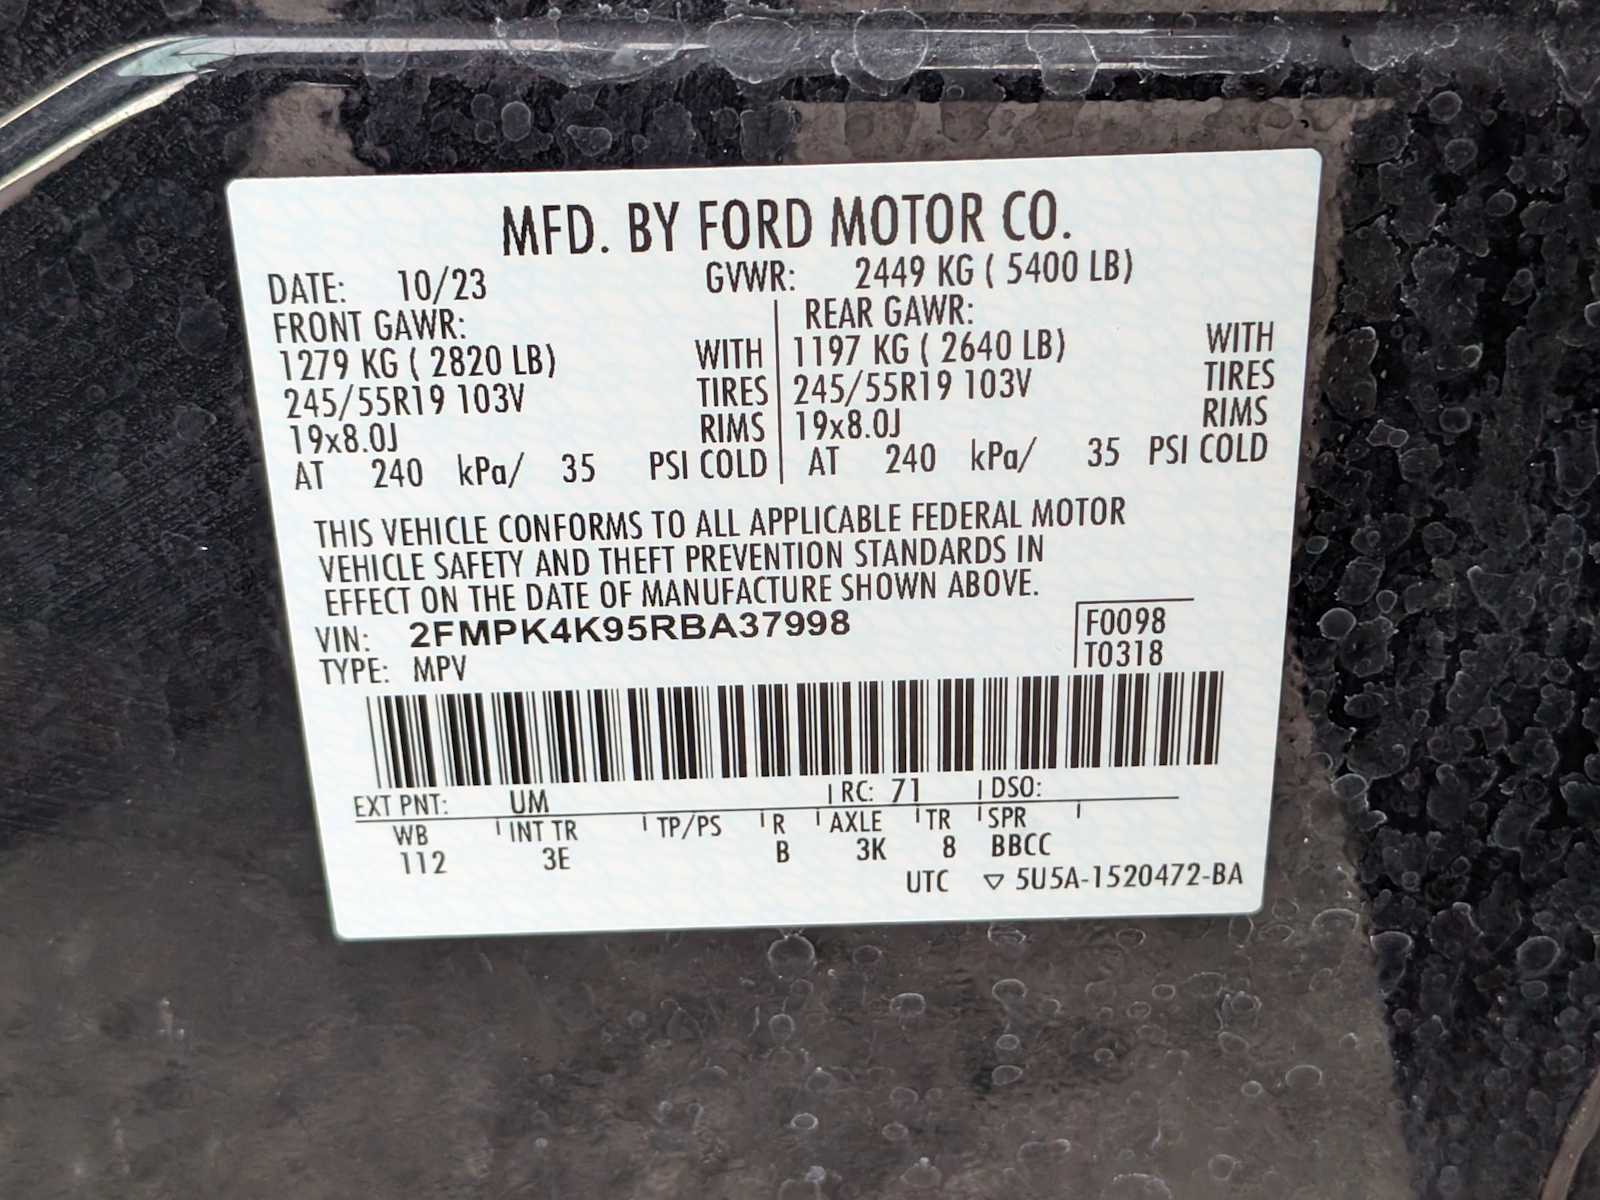 MFD. BY FORD MOTOR CO.
DATE: 10/23 GVWR: 2449 KG ( 5400 LB)
FRONT GAWR: REAR GAWR:
1279 KG ( 2820 LB) WITH 1197 KG ( 2640 LB) WITH
245/55R19 103V TIRES 245/55R19 103V TIRES
19x8.0J RIMS 19x8.0J RIMS
AT 240 kPa/ 35 PSI COLD AT 240 kPa/ 35 PSI COLD
THIS VEHICLE CONFORMS TO ALL APPLICABLE FEDERAL MOTOR
VEHICLE SAFETY AND THEFT PREVENTION STANDARDS IN
EFFECT ON THE DATE OF MANUFACTURE SHOWN ABOVE.
VIN: 2FMPK4K95RBA37998 F0098
TYPE: MPV T0318
EXT PNT: UM RC: 71 DSO:
WB INT TR TP/PS R AXLE TR SPR
112 3E B 3K 8 BBCC
UTC ▽ 5U5A-1520472-BA